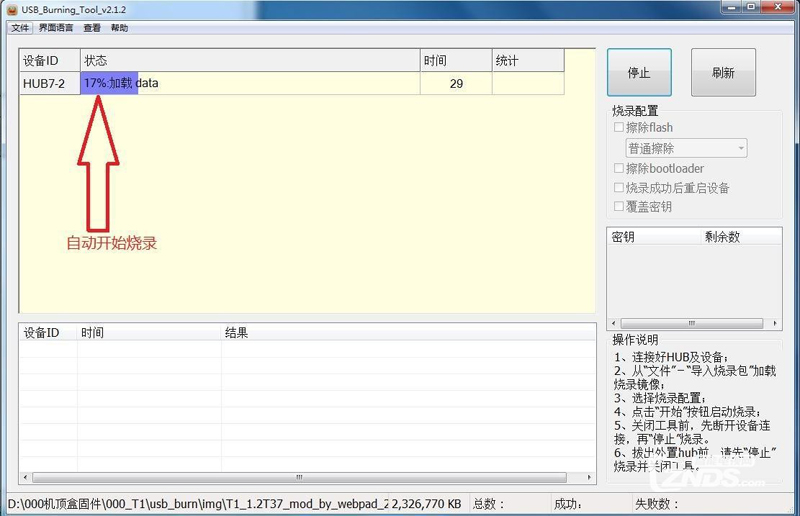 USB_Burning_Tool_v2.1.2
文件 界面语言 查看 帮助
设备ID 状态 时间 统计
HUB7-2 17%:加载 data 29
自动开始烧录
停止 刷新
烧录配置
擦除flash
普通擦除
擦除bootloader
烧录成功后重启设备
覆盖密钥
密钥 剩余数
设备ID 时间 结果
操作说明
1、连接好HUB及设备;
2、从“文件”-“导入烧录包”加载
烧录镜像;
3、选择烧录配置;
4、点击“开始”按钮启动烧录;
5、关闭工具前,先断开设备连
接,再“停止”烧录。
6、拔出外置hub前,请先“停止”
烧录并关闭工具。
ZNDS.com
D:\000机顶盒固件\000_T1\usb_burn\img\T1_1.2T37_mod_by_webpad_2 2,326,770 KB 总数: 成功: 失败数: